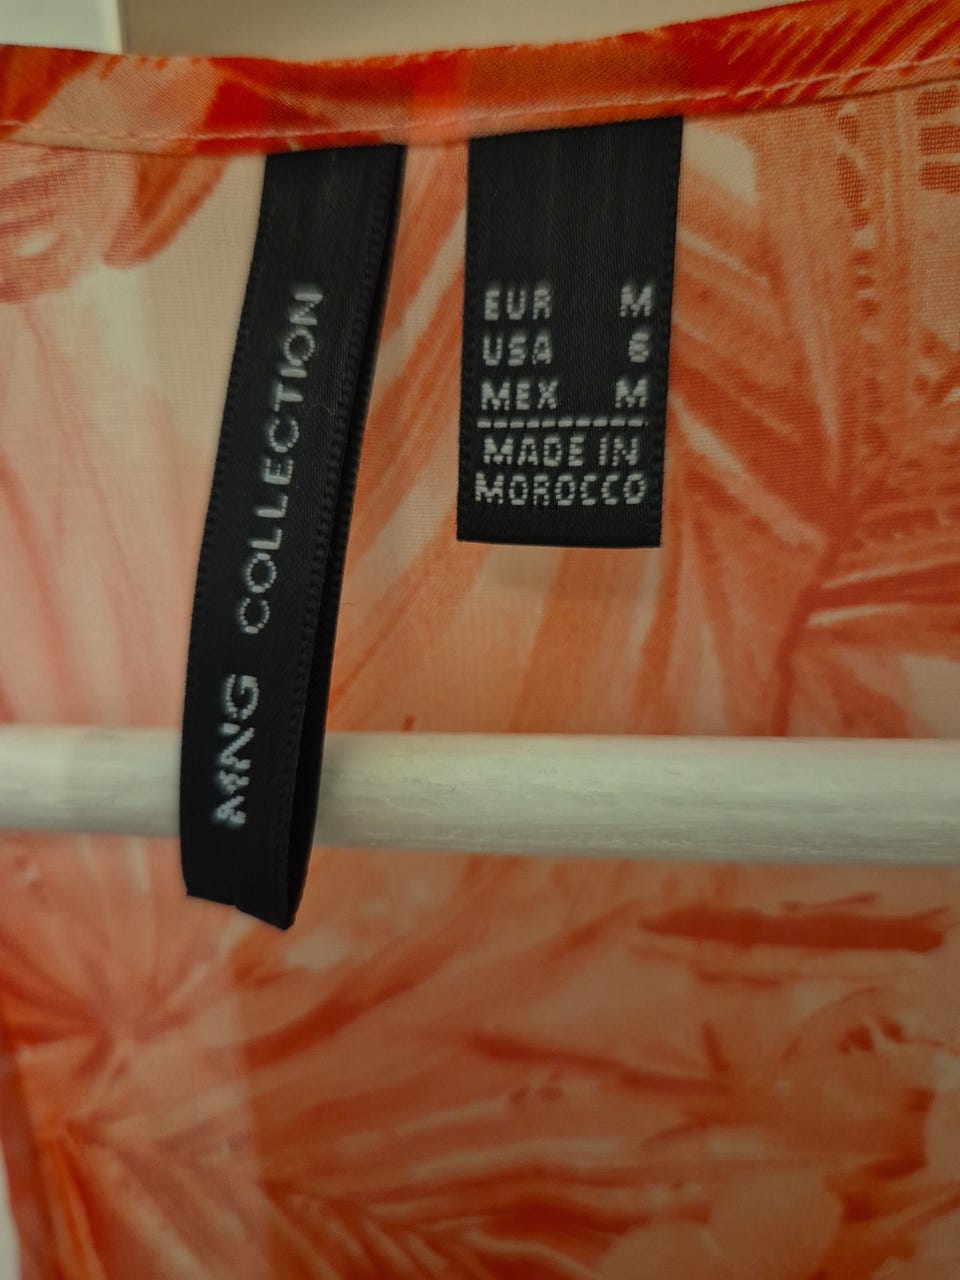 MNG COLLECTION
EUR M
USA 6
MEX M
MADE IN
MOROCCO